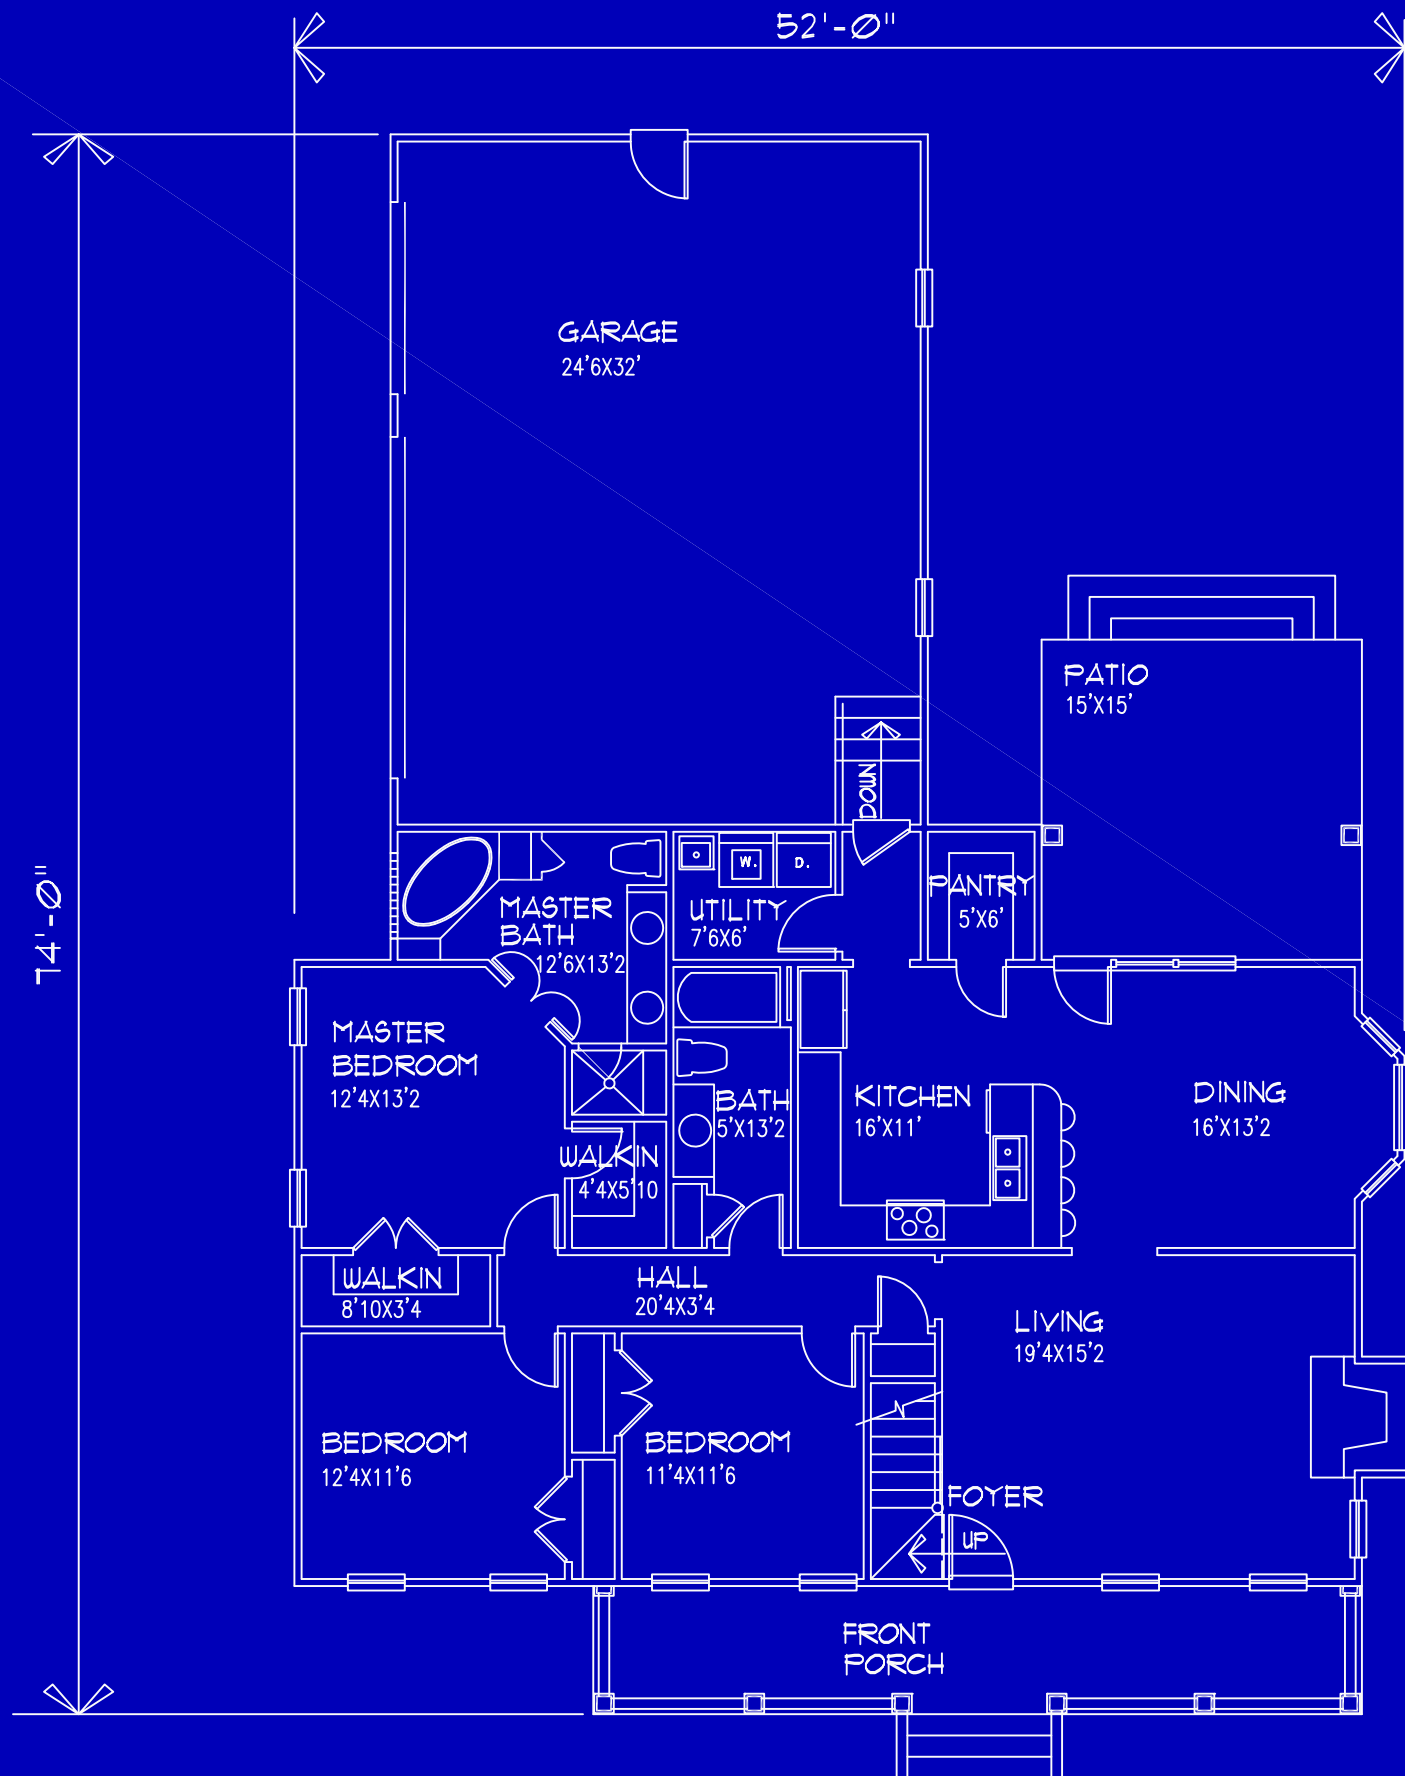 52'-0"
GARAGE
24'6X32'
PATIO
15'X15'
DOWN
W.
D.
PANTRY
5'X6'
MASTER
BATH
12'6X13'2
UTILITY
7'6X6'
74'-0"
MASTER
BEDROOM
12'4X13'2
BATH
5'X13'2
KITCHEN
16'X11'
DINING
16'X13'2
WALKIN
4'4X5'10
WALKIN
8'10X3'4
HALL
20'4X3'4
LIVING
19'4X15'2
BEDROOM
12'4X11'6
BEDROOM
11'4X11'6
FOYER
UP
FRONT
PORCH